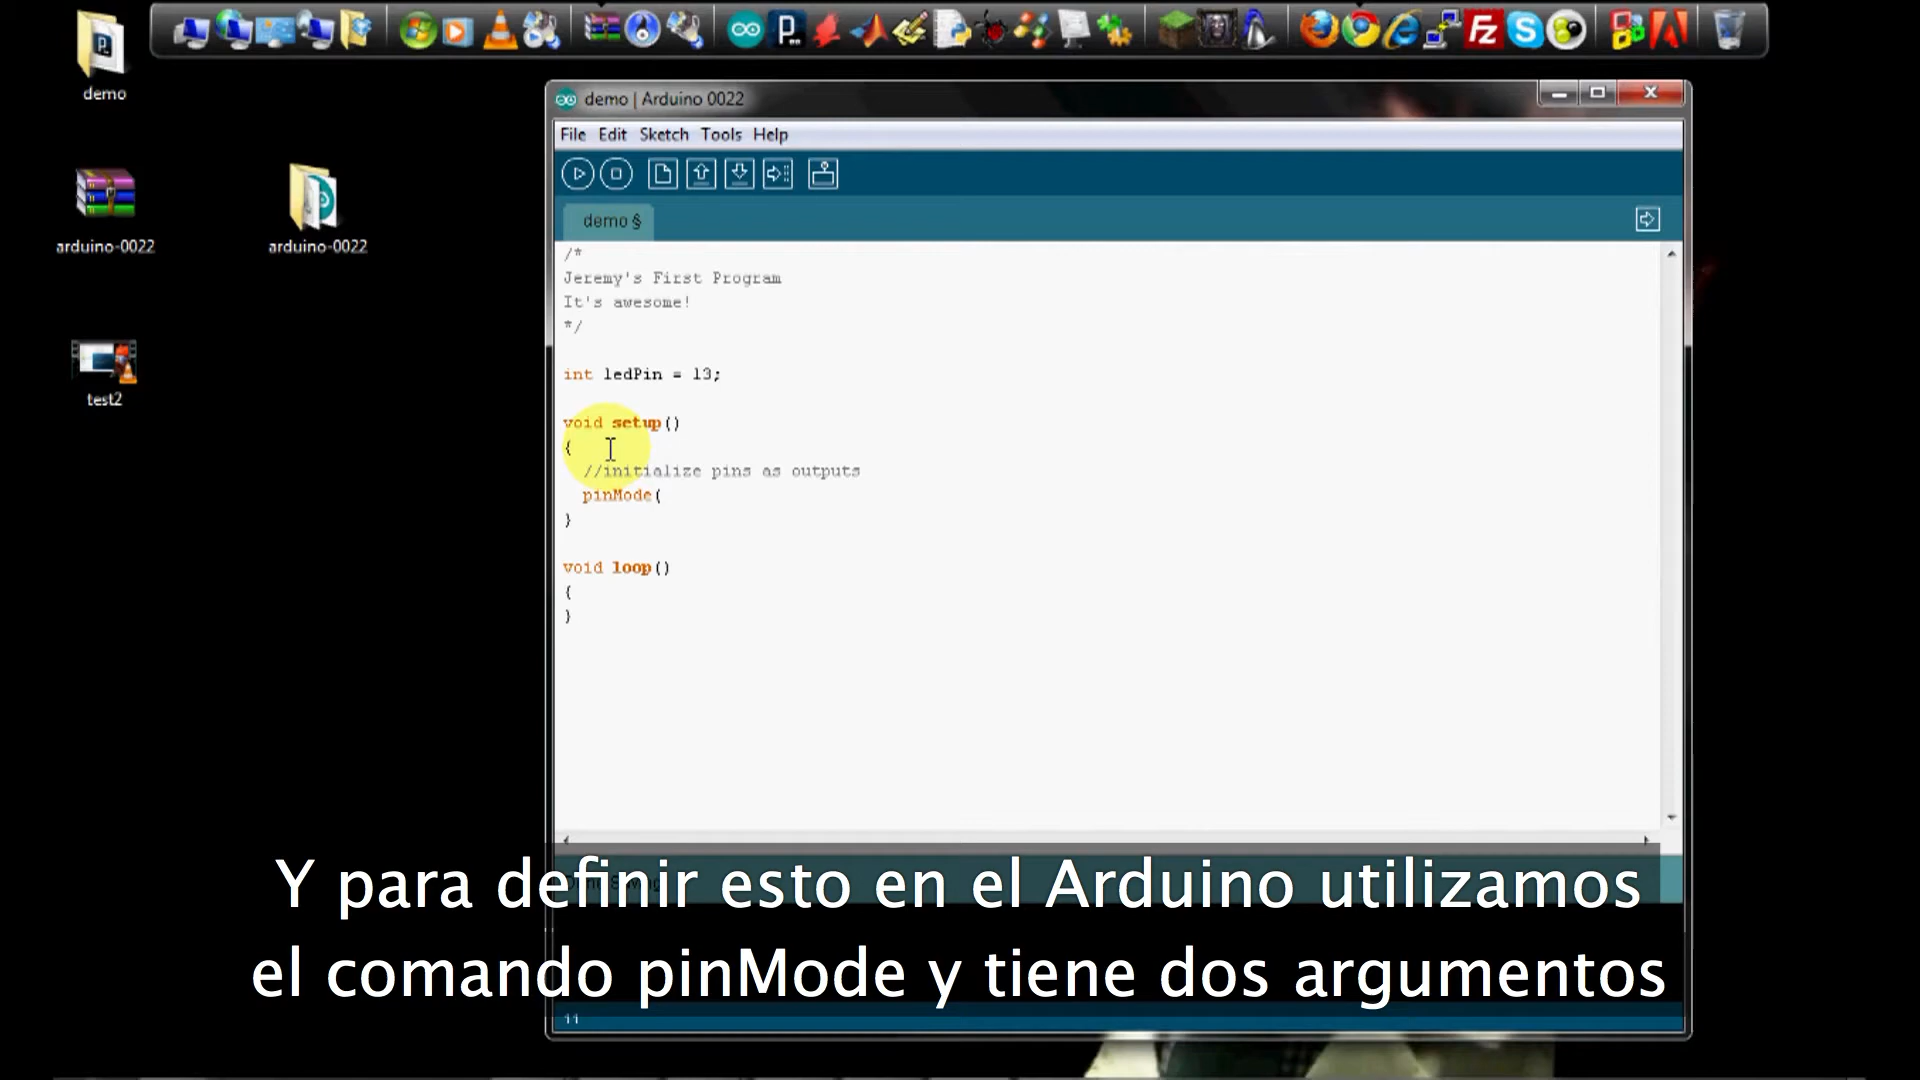 demo
arduino-0022
arduino-0022
test2
demo | Arduino 0022
File Edit Sketch Tools Help
demo §
/*
Jeremy's First Program
It's awesome!
*/
int ledPin = 13;
void setup()
{
//initialize pins as outputs
pinMode(
}
void loop()
{
}
Y para definir esto en el Arduino utilizamos
el comando pinMode y tiene dos argumentos
11